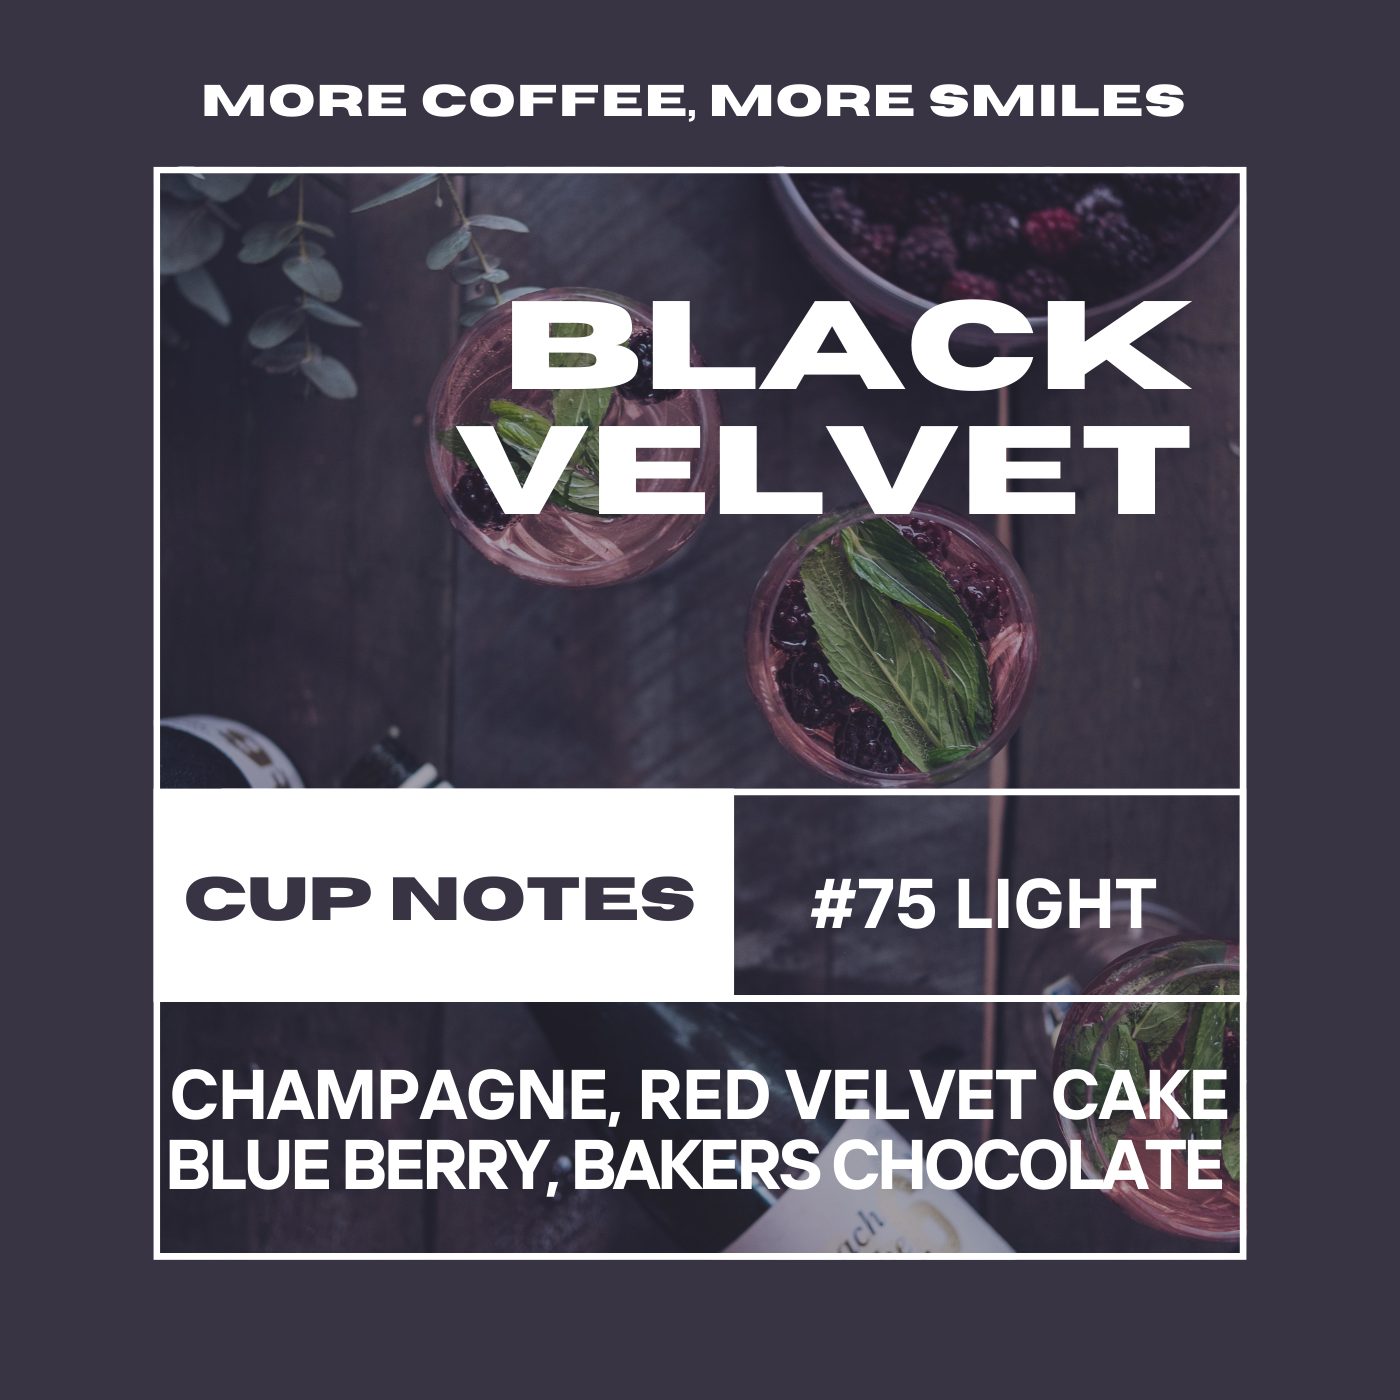 MORE COFFEE, MORE SMILES
BLACK
VELVET
CUP NOTES
#75 LIGHT
CHAMPAGNE, RED VELVET CAKE
BLUE BERRY, BAKERS CHOCOLATE